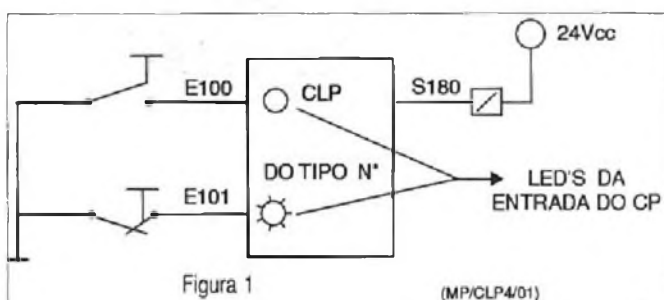 24Vcc
E100
CLP
S180
DO TIPO N*
LED'S DA
ENTRADA DO CP
E101
Figura 1
(MP/CLP4/01)